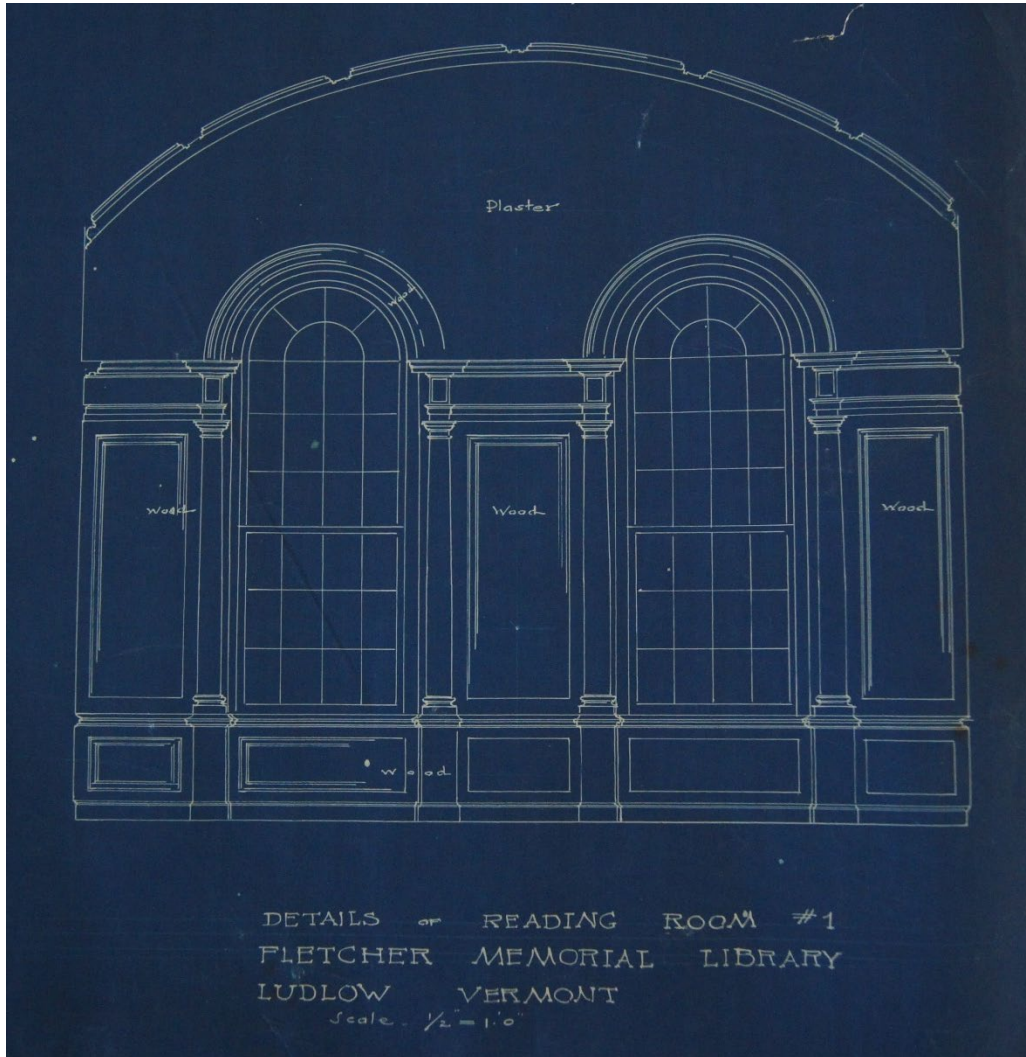 Plaster
Wood
Wood
Wood
Wood
Wood
DETAILS OF READING ROOM #1
FLETCHER MEMORIAL LIBRARY
LUDLOW VERMONT
Scale - 1/2" = 1'.0"